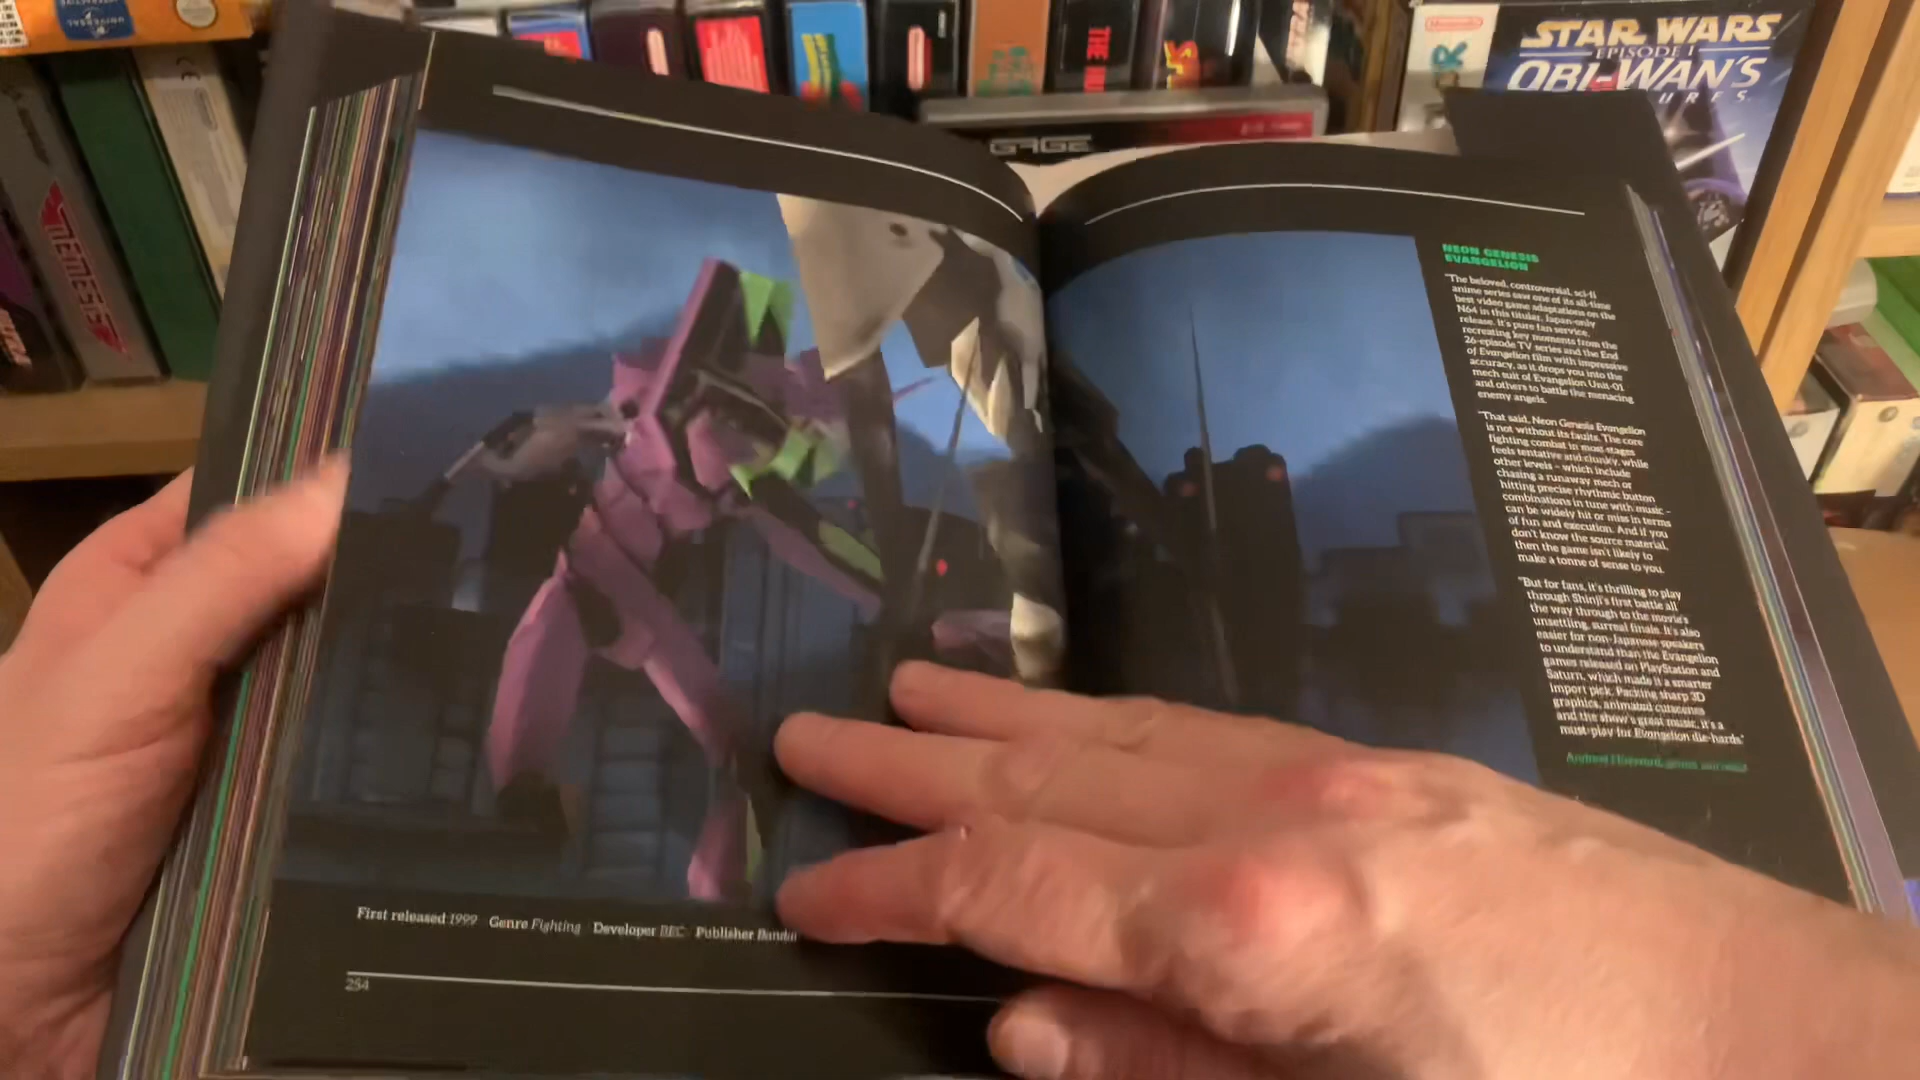 UNIVERSAL
INTERACTIVE
Nintendo
STAR WARS
EPISODE I
OBI-WAN'S
URES
NEMESIS
THE
GAGE
NEON GENESIS
EVANGELION
"The beloved, controversial, sci-fi
anime series saw one of its all-time
best video game adaptations on the
N64 in this titular, Japan-only
release. It's pure fan service,
recreating key moments from the
26-episode TV series and the End
of Evangelion film with impressive
accuracy, as it drops you into the
mech suit of Evangelion Unit-01
and others to battle the menacing
enemy angels.
"That said, Neon Genesis Evangelion
is not without its faults. The core
fighting combat in most stages
feels tentative and clunky, while
other levels – which include
chasing a runaway mech or
hitting precise rhythmic button
combinations in tune with music –
can be widely hit or miss in terms
of fun and execution. And if you
don't know the source material,
then the game isn't likely to
make a tonne of sense to you.
"But for fans, it's thrilling to play
through Shinji's first battle all
the way through to the movie's
unsettling, surreal finale. It's also
easier for non-Japanese speakers
to understand than the Evangelion
games released on PlayStation and
Saturn, which made it a smarter
import pick. Packing sharp 3D
graphics, animated cutscenes
and the show's great music, it's a
must-play for Evangelion die-hards."
Andrew Hayward,
First released 1999 Genre Fighting Developer BEC Publisher Bandai
254